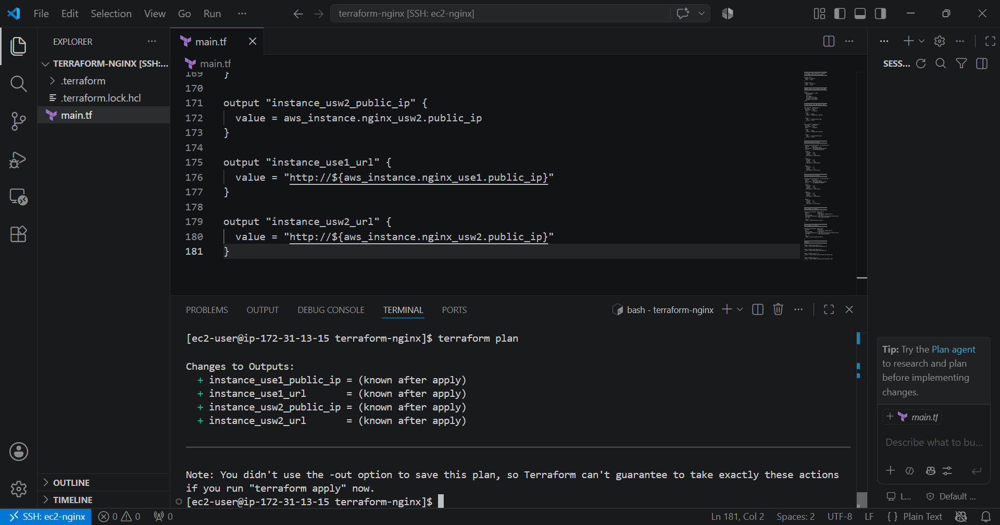 File Edit Selection View Go Run ···
terraform-nginx [SSH: ec2-nginx]
EXPLORER
TERRAFORM-NGINX [SSH:...
.terraform
.terraform.lock.hcl
main.tf
main.tf
main.tf
169 }
170
171 output "instance_usw2_public_ip" {
172   value = aws_instance.nginx_usw2.public_ip
173 }
174
175 output "instance_use1_url" {
176   value = "http://${aws_instance.nginx_use1.public_ip}"
177 }
178
179 output "instance_usw2_url" {
180   value = "http://${aws_instance.nginx_usw2.public_ip}"
181 }
PROBLEMS OUTPUT DEBUG CONSOLE TERMINAL PORTS
bash - terraform-nginx
[ec2-user@ip-172-31-13-15 terraform-nginx]$ terraform plan
Changes to Outputs:
  + instance_use1_public_ip = (known after apply)
  + instance_use1_url       = (known after apply)
  + instance_usw2_public_ip = (known after apply)
  + instance_usw2_url       = (known after apply)
Note: You didn't use the -out option to save this plan, so Terraform can't guarantee to take exactly these actions
if you run "terraform apply" now.
[ec2-user@ip-172-31-13-15 terraform-nginx]$
OUTLINE
TIMELINE
SESS...
Tip: Try the Plan agent
to research and plan
before implementing
changes.
main.tf
Describe what to bu...
L...
Default ...
SSH: ec2-nginx
0
0
0
Ln 181, Col 2
Spaces: 2
UTF-8
LF
{ } Plain Text